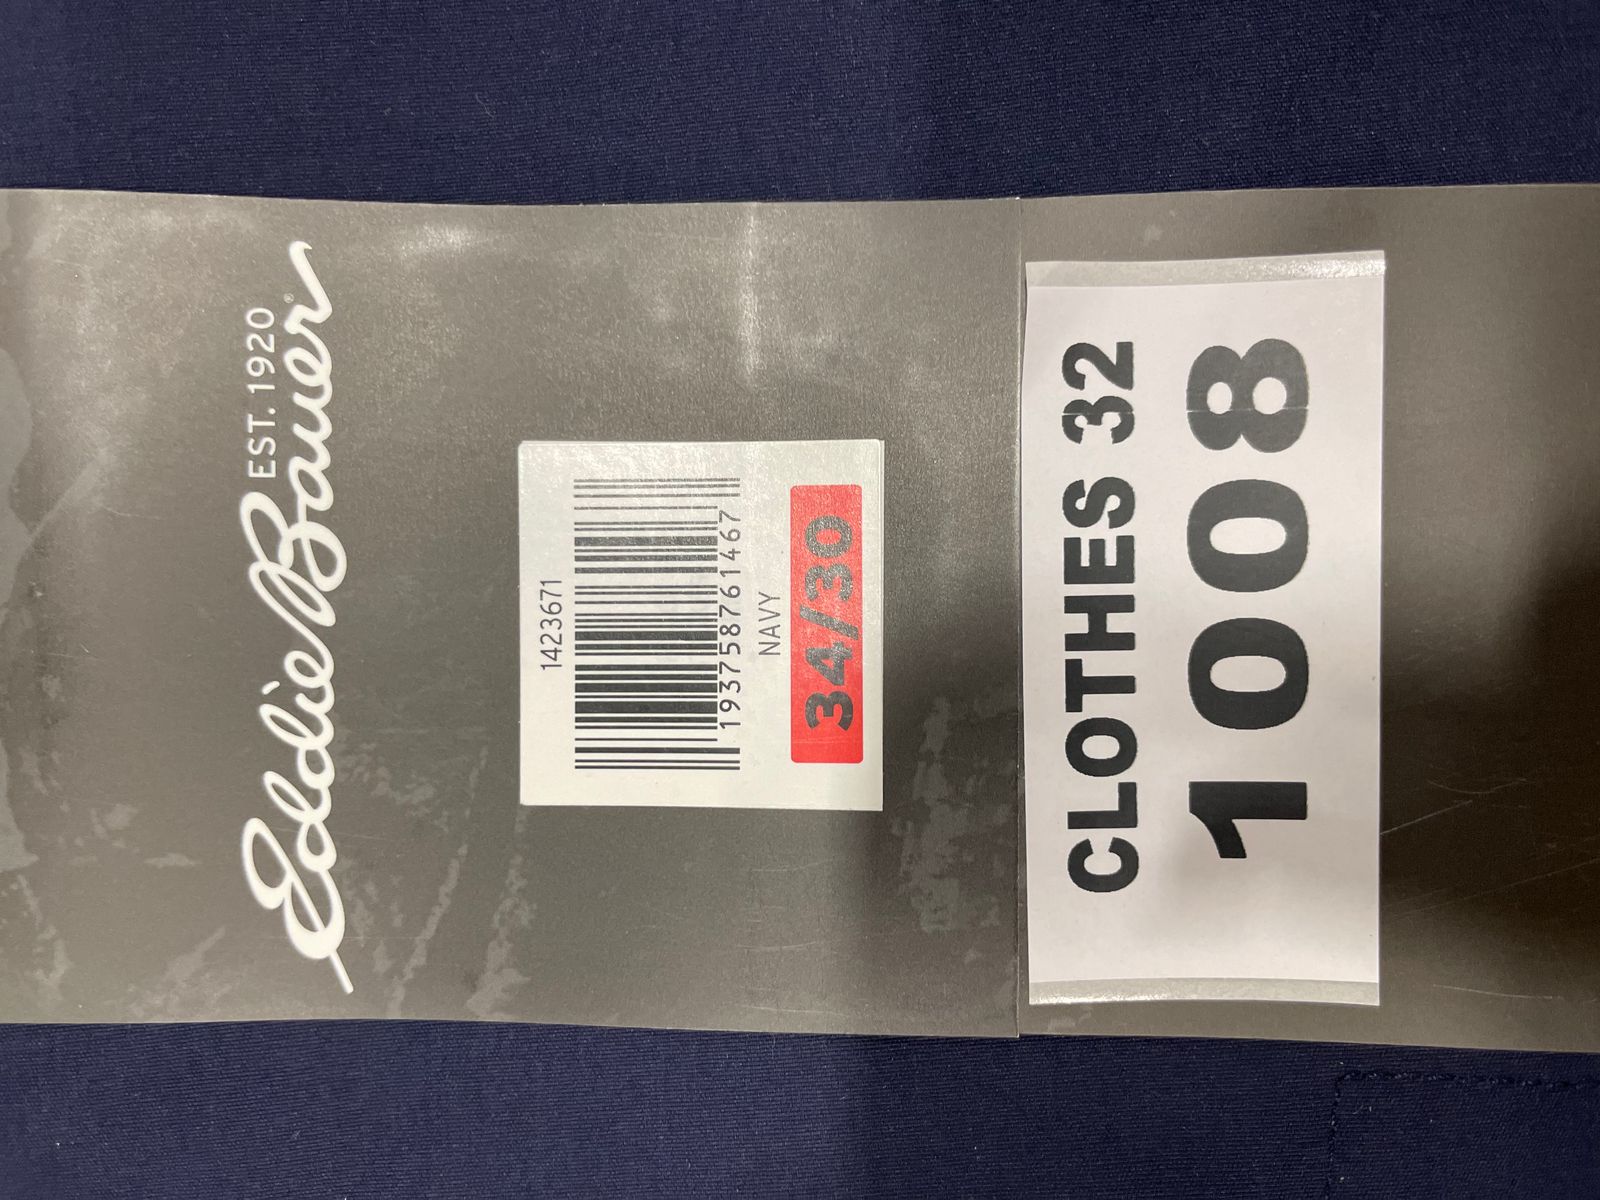 EST. 1920
Eddie Bauer®
1423671
193758761467
NAVY
34/30
CLOTHES 32
1008